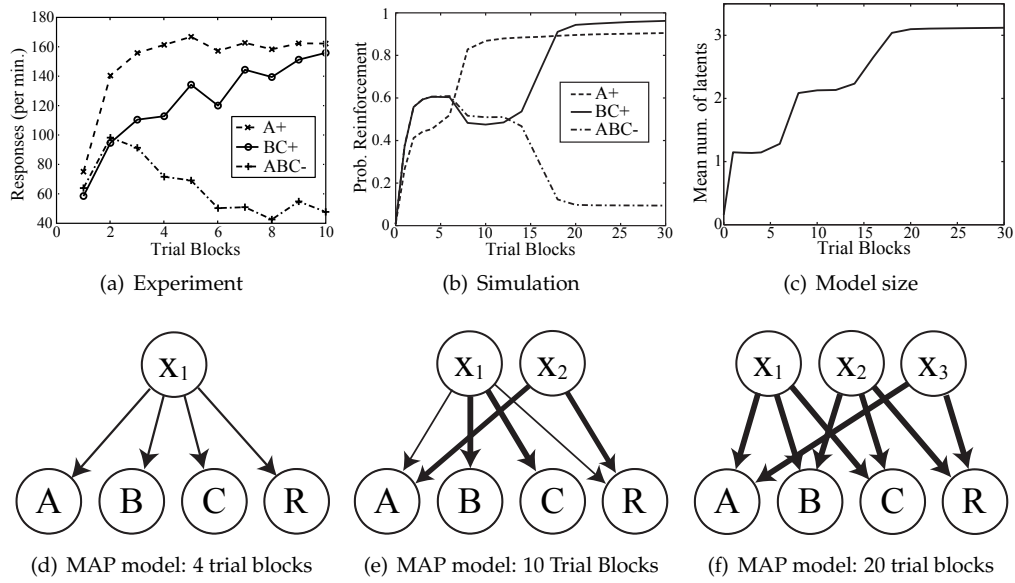 180
160
140
120
100
80
60
40
0 2 4 6 8 10
Responses (per min.)
Trial Blocks
A+
BC+
ABC-
(a) Experiment
1
0.8
0.6
0.4
0.2
0
0 5 10 15 20 25 30
Prob. Reinforcement
Trial Blocks
A+
BC+
ABC-
(b) Simulation
3
2
1
0
0 5 10 15 20 25 30
Mean num. of latents
Trial Blocks
(c) Model size
x1
A B C R
(d) MAP model: 4 trial blocks
x1 x2
A B C R
(e) MAP model: 10 Trial Blocks
x1 x2 x3
A B C R
(f) MAP model: 20 trial blocks